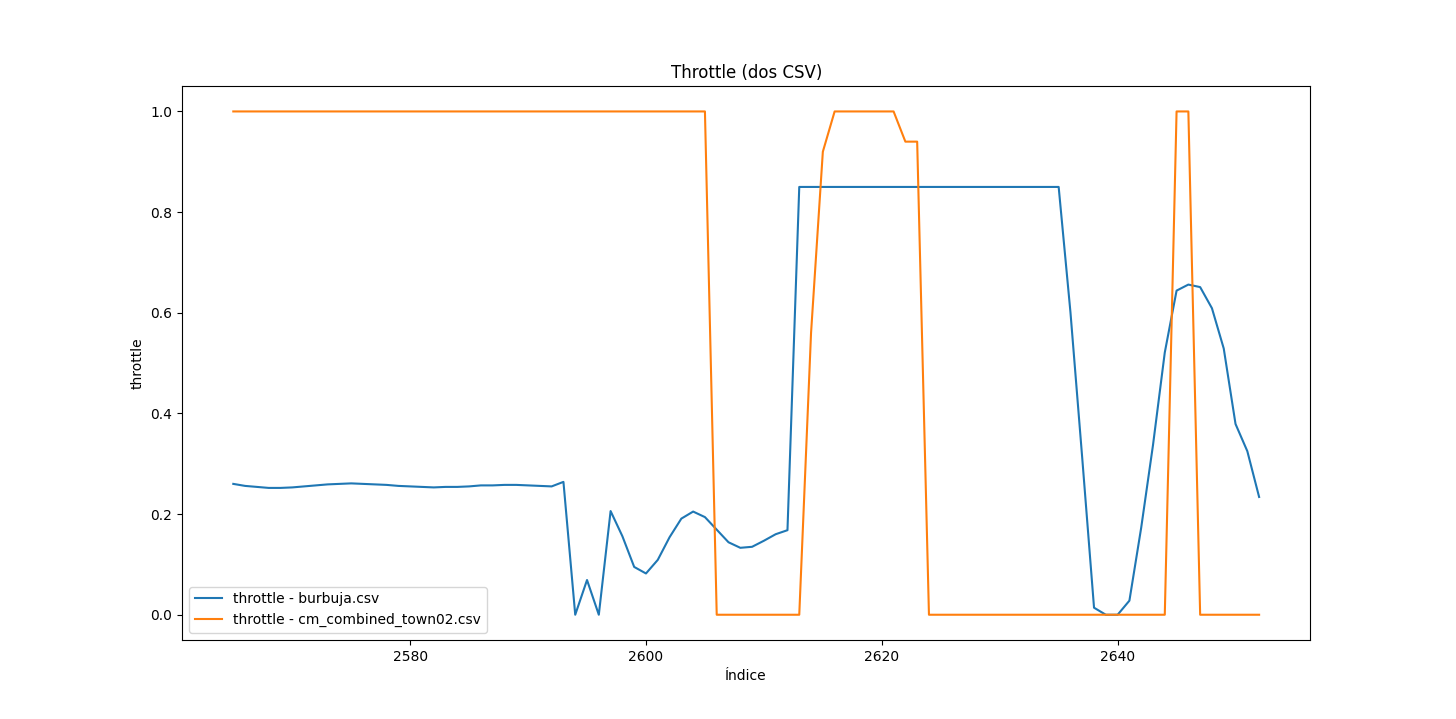 Throttle (dos CSV)
1.0
0.8
0.6
0.4
0.2
0.0
throttle
throttle - burbuja.csv
throttle - cm_combined_town02.csv
2580
2600
2620
2640
Índice